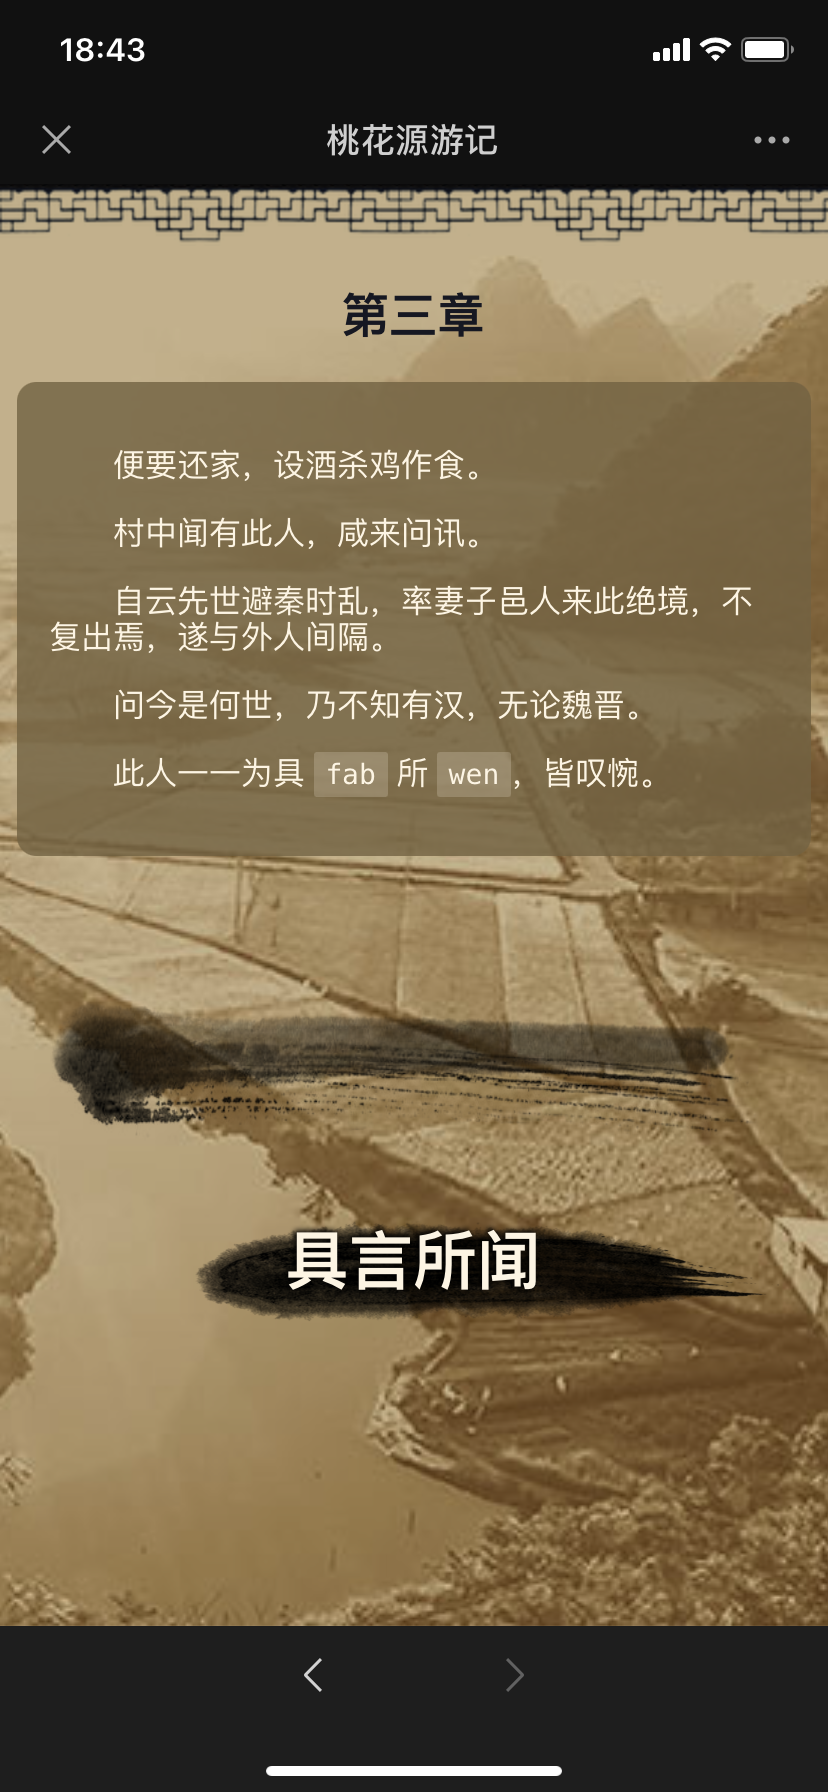 18:43
桃花源游记
第三章
便要还家，设酒杀鸡作食。
村中闻有此人，咸来问讯。
自云先世避秦时乱，率妻子邑人来此绝境，不
复出焉，遂与外人间隔。
问今是何世，乃不知有汉，无论魏晋。
此人一一为具 fab 所 wen，皆叹惋。
具言所闻